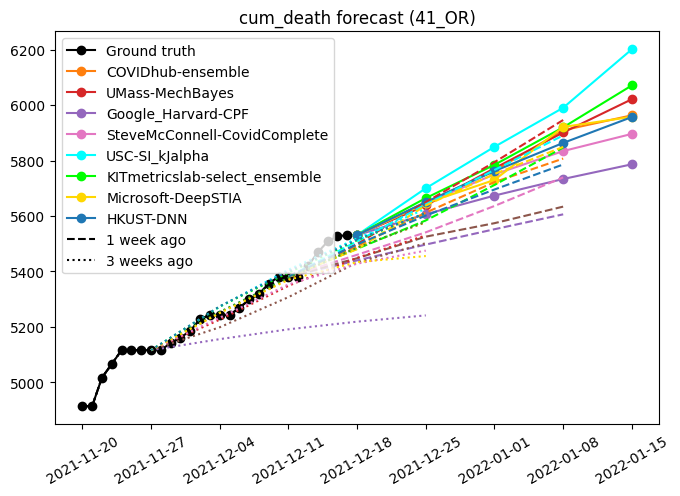 cum_death forecast (41_OR)
6200
6000
5800
5600
5400
5200
5000
Ground truth
COVIDhub-ensemble
UMass-MechBayes
Google_Harvard-CPF
SteveMcConnell-CovidComplete
USC-SI_kJalpha
KITmetricslab-select_ensemble
Microsoft-DeepSTIA
HKUST-DNN
1 week ago
3 weeks ago
2021-11-20
2021-11-27
2021-12-04
2021-12-11
2021-12-18
2021-12-25
2022-01-01
2022-01-08
2022-01-15